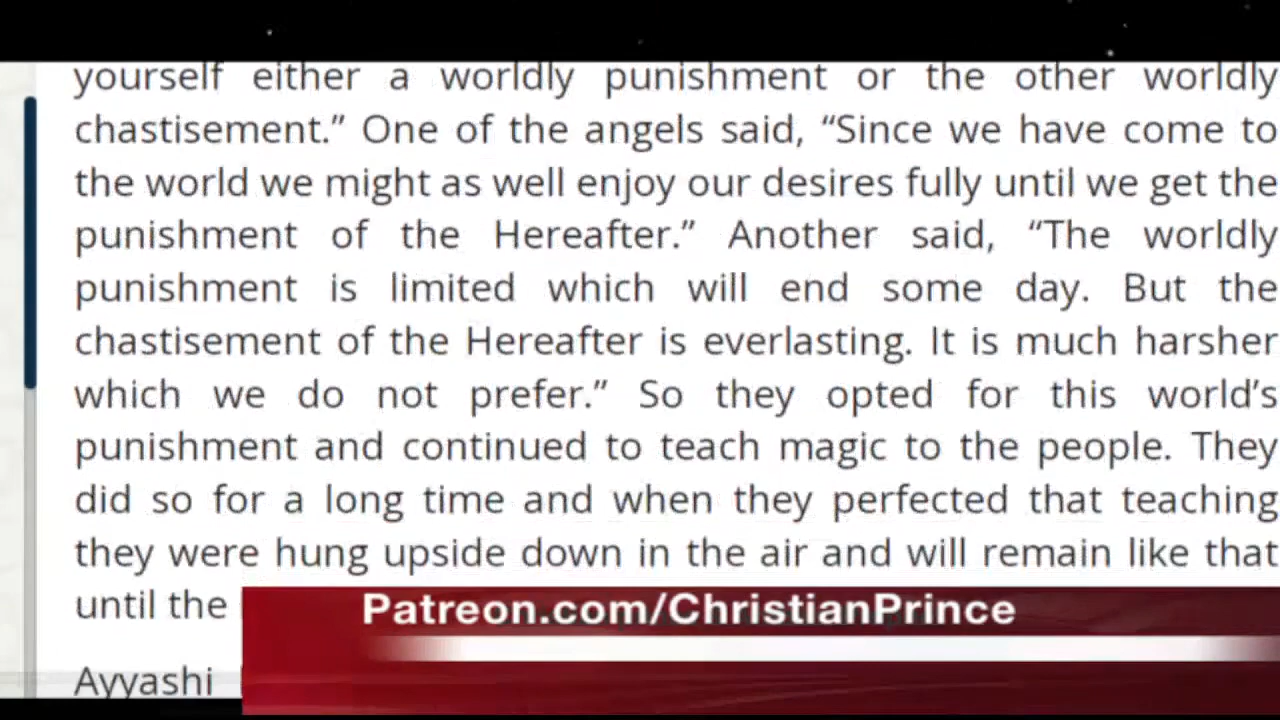 yourself either a worldly punishment or the other worldly
chastisement.” One of the angels said, “Since we have come to
the world we might as well enjoy our desires fully until we get the
punishment of the Hereafter.” Another said, “The worldly
punishment is limited which will end some day. But the
chastisement of the Hereafter is everlasting. It is much harsher
which we do not prefer.” So they opted for this world’s
punishment and continued to teach magic to the people. They
did so for a long time and when they perfected that teaching
they were hung upside down in the air and will remain like that
until the
Patreon.com/ChristianPrince
Ayyashi